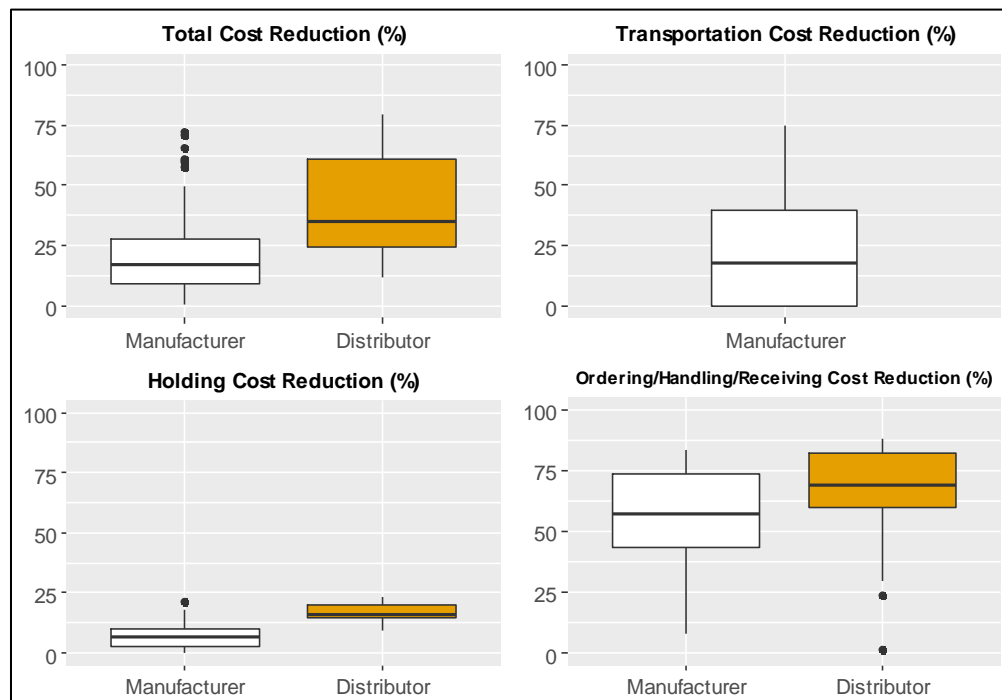 Total Cost Reduction (%)
100
75
50
25
0
Manufacturer Distributor
Transportation Cost Reduction (%)
100
75
50
25
0
Manufacturer
Holding Cost Reduction (%)
100
75
50
25
0
Manufacturer Distributor
Ordering/Handling/Receiving Cost Reduction (%)
100
75
50
25
0
Manufacturer Distributor